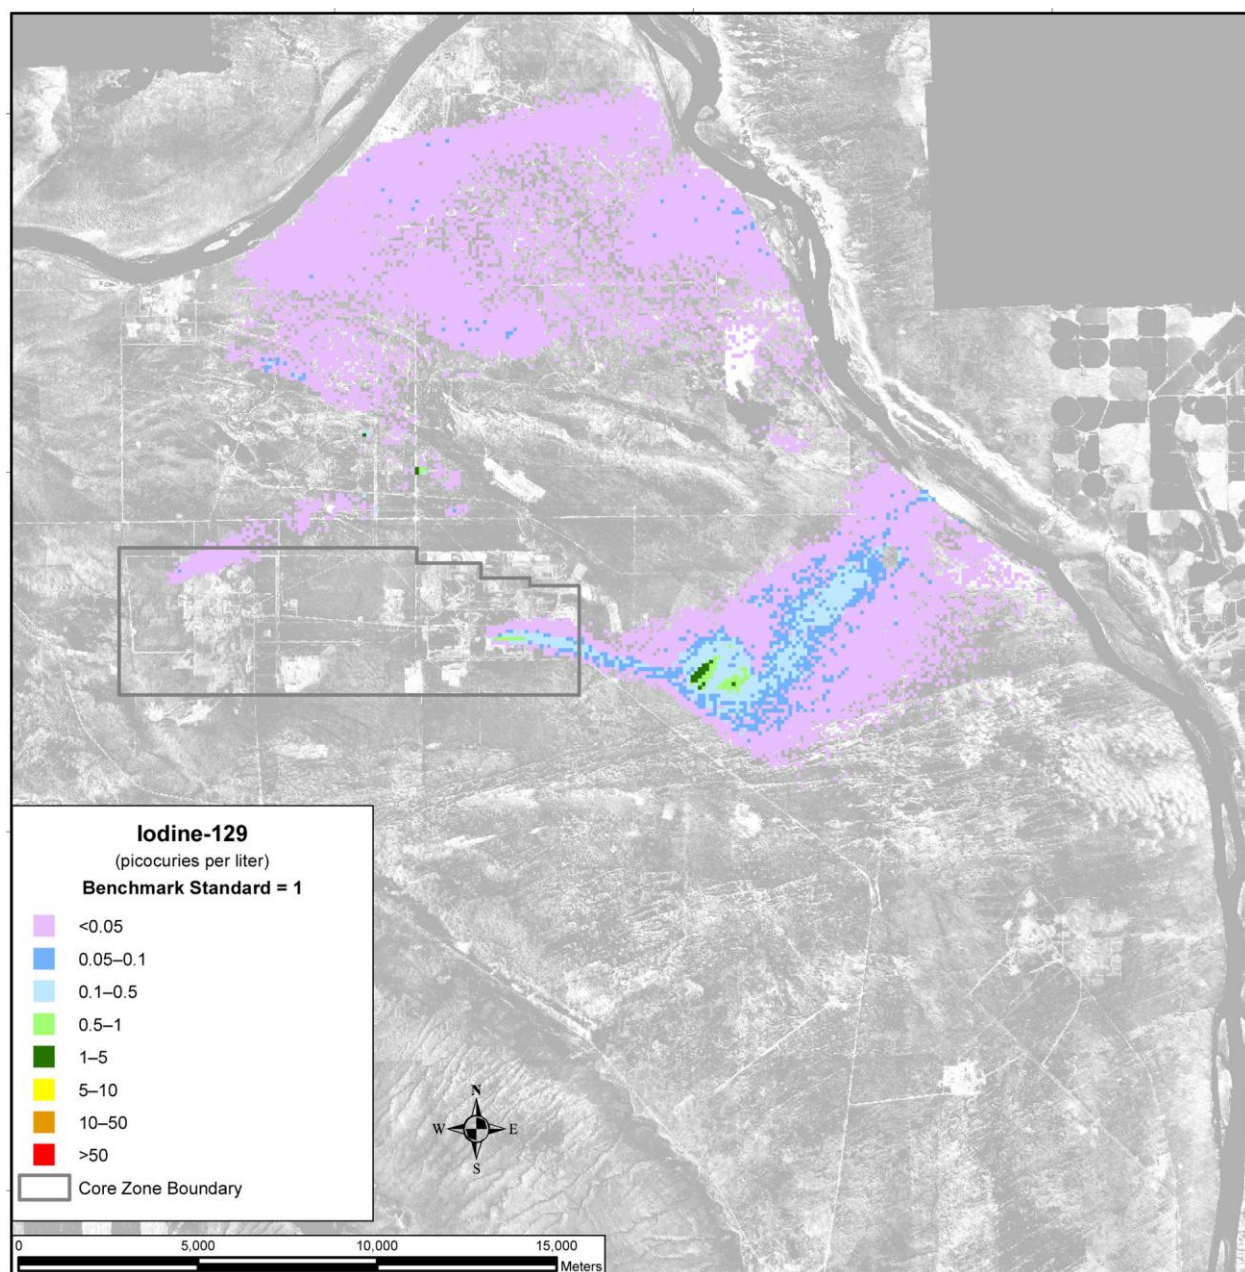 Iodine-129
(picocuries per liter)
Benchmark Standard = 1
<0.05
0.05–0.1
0.1–0.5
0.5–1
1–5
5–10
10–50
>50
Core Zone Boundary
N
W E
S
0 5,000 10,000 15,000
Meters